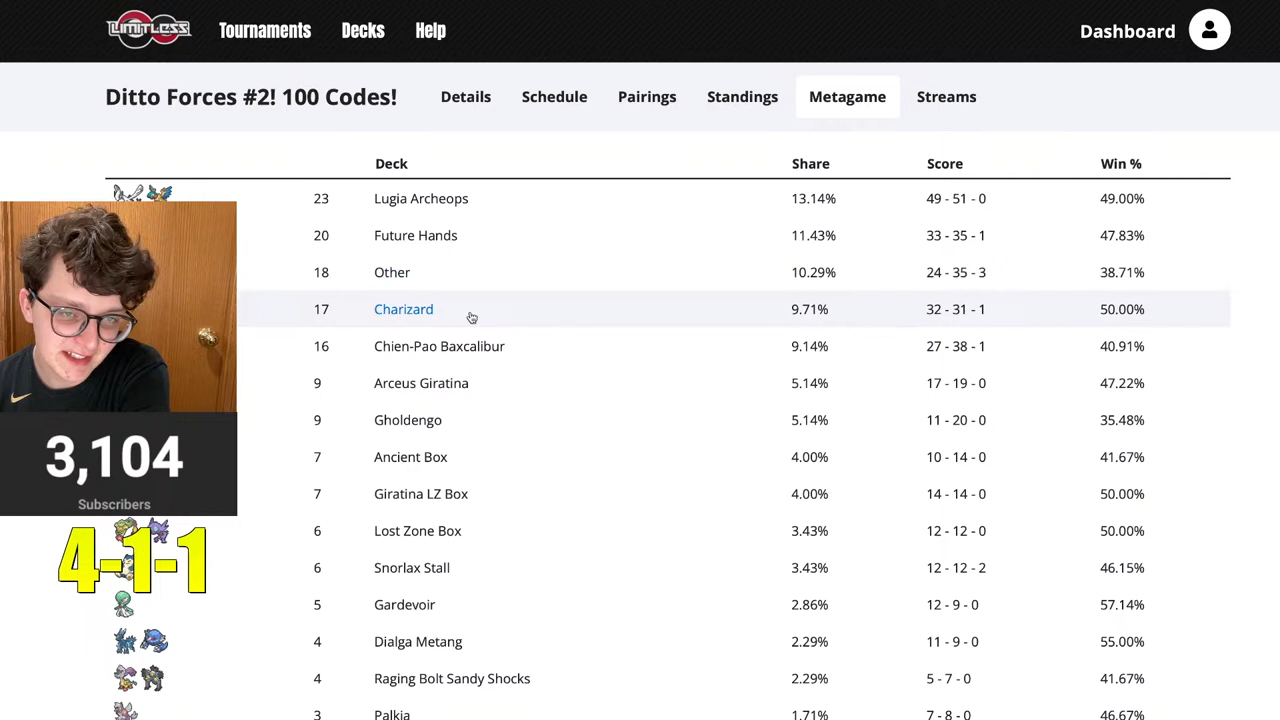 LIMITLESS Tournaments Decks Help Dashboard
Ditto Forces #2! 100 Codes! Details Schedule Pairings Standings Metagame Streams
Deck Share Score Win %
23 Lugia Archeops 13.14% 49 - 51 - 0 49.00%
20 Future Hands 11.43% 33 - 35 - 1 47.83%
18 Other 10.29% 24 - 35 - 3 38.71%
17 Charizard 9.71% 32 - 31 - 1 50.00%
16 Chien-Pao Baxcalibur 9.14% 27 - 38 - 1 40.91%
9 Arceus Giratina 5.14% 17 - 19 - 0 47.22%
9 Gholdengo 5.14% 11 - 20 - 0 35.48%
3,104
Subscribers
7 Ancient Box 4.00% 10 - 14 - 0 41.67%
7 Giratina LZ Box 4.00% 14 - 14 - 0 50.00%
6 Lost Zone Box 3.43% 12 - 12 - 0 50.00%
4-1-1
6 Snorlax Stall 3.43% 12 - 12 - 2 46.15%
5 Gardevoir 2.86% 12 - 9 - 0 57.14%
4 Dialga Metang 2.29% 11 - 9 - 0 55.00%
4 Raging Bolt Sandy Shocks 2.29% 5 - 7 - 0 41.67%
3 Palkia 1.71% 7 - 8 - 0 46.67%